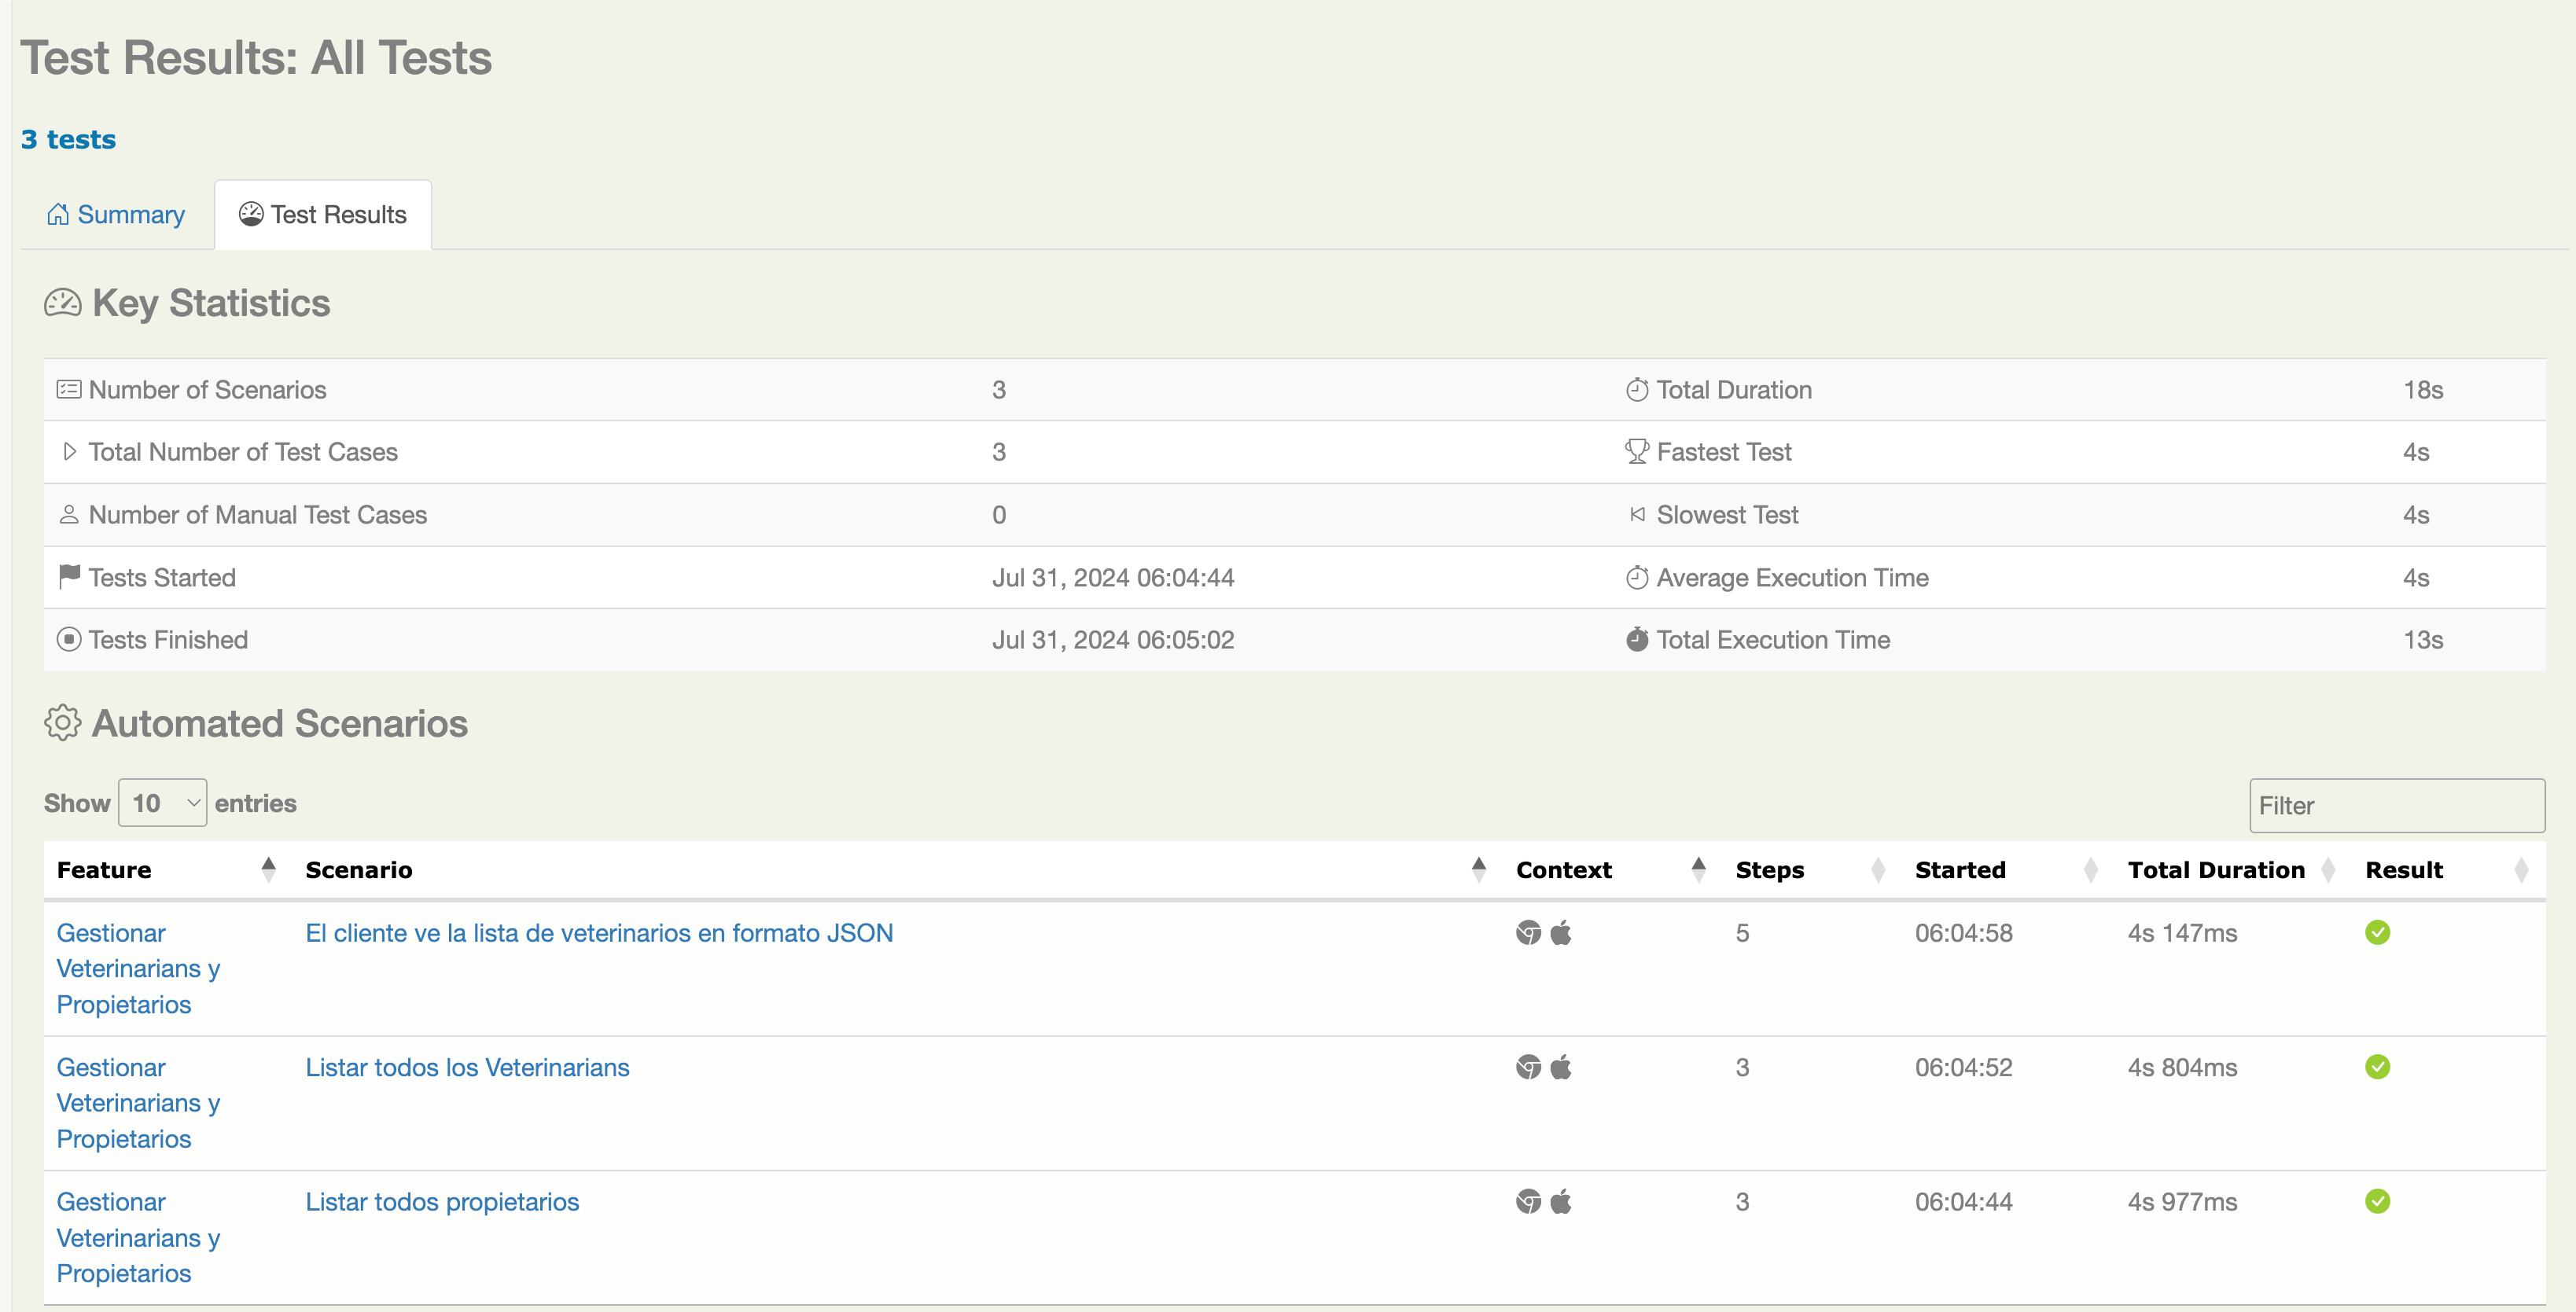 Test Results: All Tests
3 tests
Summary
Test Results
Key Statistics
Number of Scenarios 3 Total Duration 18s
Total Number of Test Cases 3 Fastest Test 4s
Number of Manual Test Cases 0 Slowest Test 4s
Tests Started Jul 31, 2024 06:04:44 Average Execution Time 4s
Tests Finished Jul 31, 2024 06:05:02 Total Execution Time 13s
Automated Scenarios
Show 10 entries Filter
Feature Scenario Context Steps Started Total Duration Result
Gestionar El cliente ve la lista de veterinarios en formato JSON 5 06:04:58 4s 147ms
Veterinarians y
Propietarios
Gestionar Listar todos los Veterinarians 3 06:04:52 4s 804ms
Veterinarians y
Propietarios
Gestionar Listar todos propietarios 3 06:04:44 4s 977ms
Veterinarians y
Propietarios